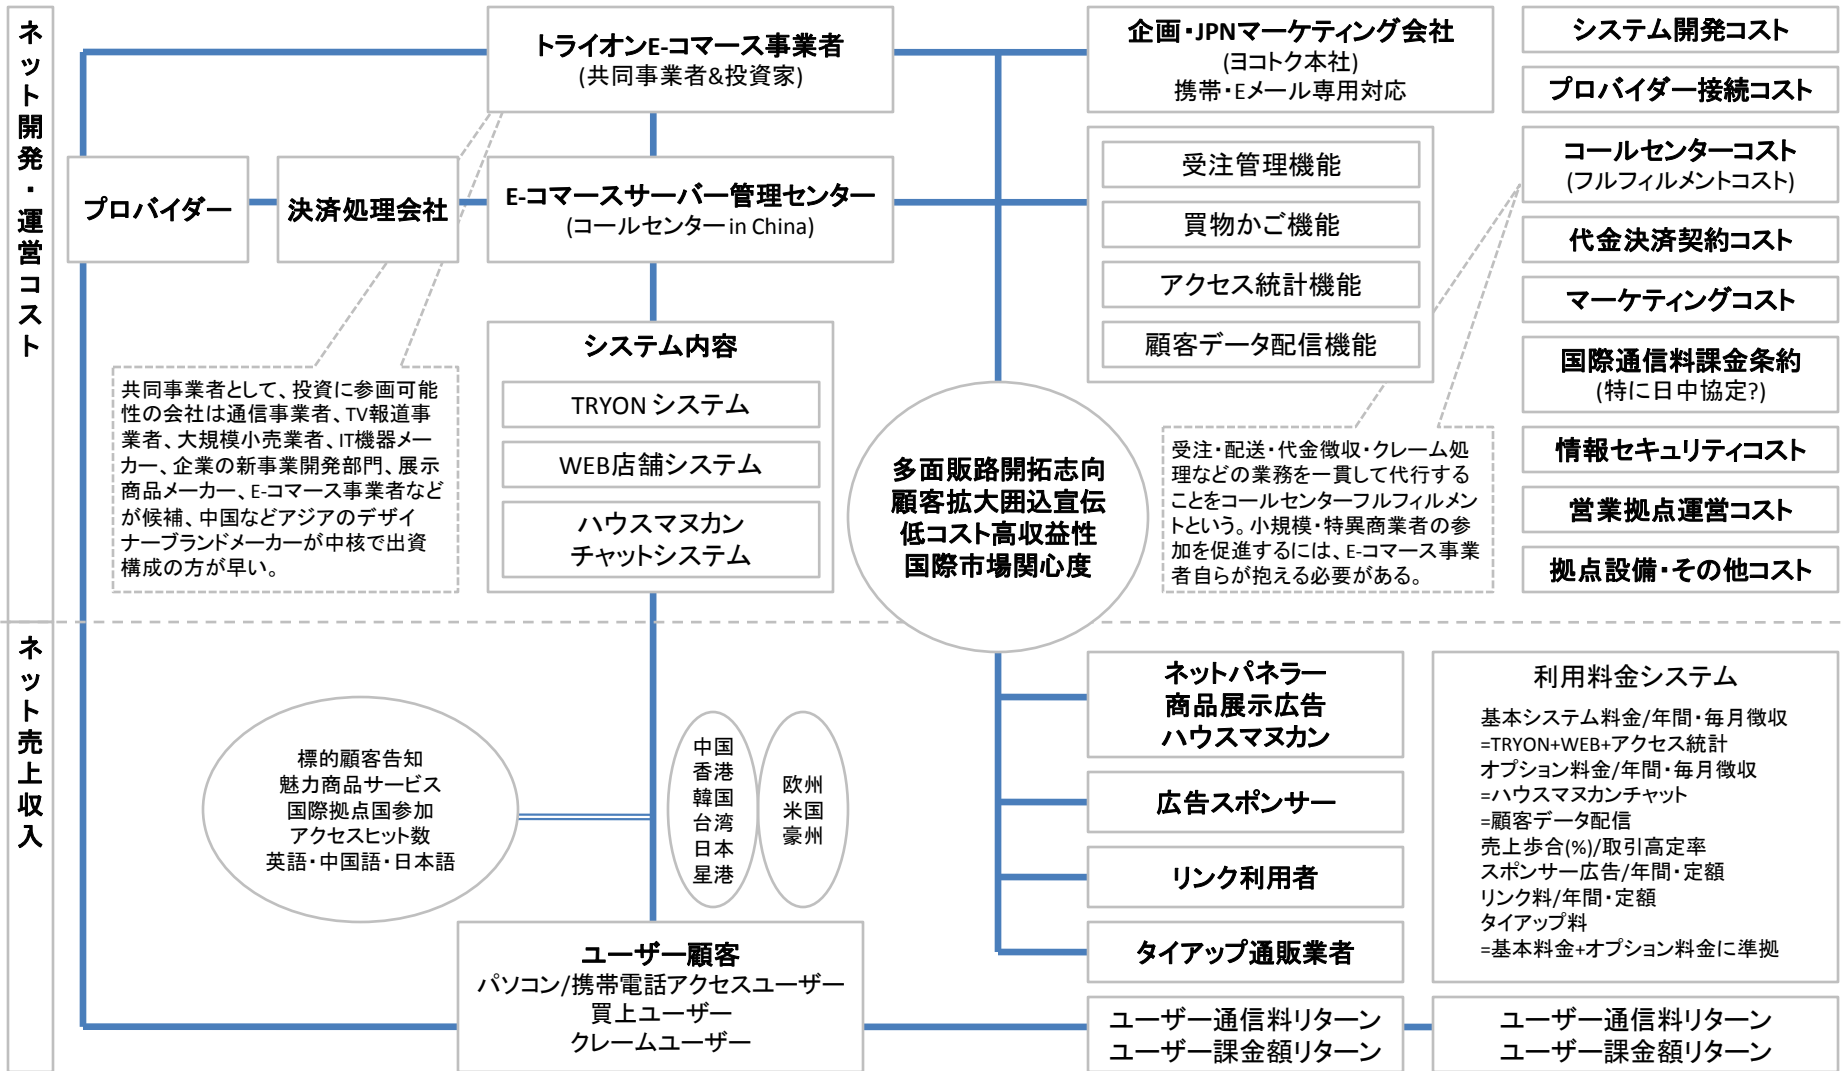 ネット開発・運営コスト
トライオンE-コマース事業者
(共同事業者&投資家)
企画・JPNマーケティング会社
(ヨコトク本社)
携帯・Eメール専用対応
プロバイダー
決済処理会社
E-コマースサーバー管理センター
(コールセンター in China)
受注管理機能
買物かご機能
アクセス統計機能
顧客データ配信機能
システム開発コスト
プロバイダー接続コスト
コールセンターコスト
(フルフィルメントコスト)
代金決済契約コスト
マーケティングコスト
国際通信料課金条約
(特に日中協定?)
情報セキュリティコスト
営業拠点運営コスト
拠点設備・その他コスト
共同事業者として、投資に参画可能
性の会社は通信事業者、TV報道事
業者、大規模小売業者、IT機器メー
カー、企業の新事業開発部門、展示
商品メーカー、E-コマース事業者など
が候補、中国などアジアのデザイ
ナーブランドメーカーが中核で出資
構成の方が早い。
システム内容
TRYON システム
WEB店舗システム
ハウスマヌカン
チャットシステム
多面販路開拓志向
顧客拡大囲込宣伝
低コスト高収益性
国際市場関心度
受注・配送・代金徴収・クレーム処
理などの業務を一貫して代行する
ことをコールセンターフルフィルメン
トという。小規模・特異商業者の参
加を促進するには、E-コマース事業
者自らが抱える必要がある。
ネット売上収入
標的顧客告知
魅力商品サービス
国際拠点国参加
アクセスヒット数
英語・中国語・日本語
中国
香港
韓国
台湾
日本
星港
欧州
米国
豪州
ユーザー顧客
パソコン/携帯電話アクセスユーザー
買上ユーザー
クレームユーザー
ネットパネラー
商品展示広告
ハウスマヌカン
広告スポンサー
リンク利用者
タイアップ通販業者
ユーザー通信料リターン
ユーザー課金額リターン
利用料金システム
基本システム料金/年間・毎月徴収
=TRYON+WEB+アクセス統計
オプション料金/年間・毎月徴収
=ハウスマヌカンチャット
=顧客データ配信
売上歩合(%)/取引高定率
スポンサー広告/年間・定額
リンク料/年間・定額
タイアップ料
=基本料金+オプション料金に準拠
ユーザー通信料リターン
ユーザー課金額リターン